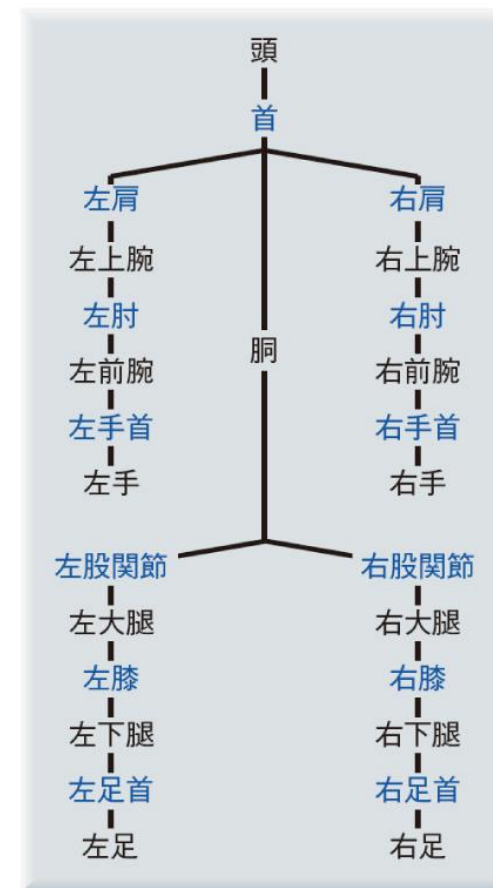 頭
首
左肩 右肩
左上腕 右上腕
左肘 右肘
胴
左前腕 右前腕
左手首 右手首
左手 右手
左股関節 右股関節
左大腿 右大腿
左膝 右膝
左下腿 右下腿
左足首 右足首
左足 右足